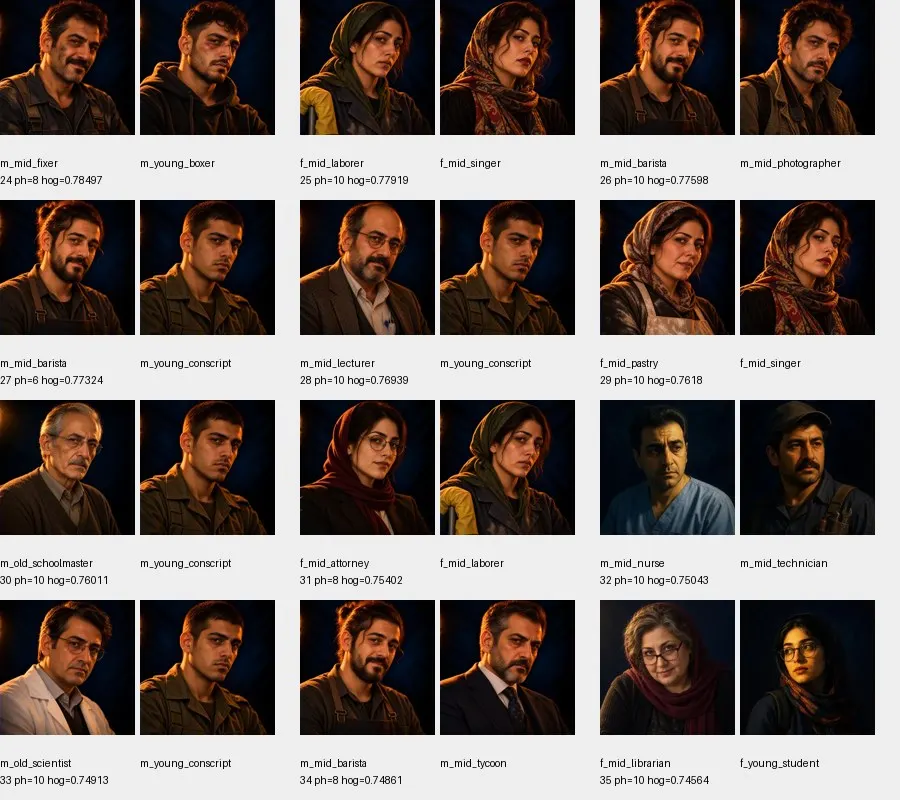 m_mid_fixer m_young_boxer f_mid_laborer f_mid_singer m_mid_barista m_mid_photographer
24 ph=8 hog=0.78497 25 ph=10 hog=0.77919 26 ph=10 hog=0.77598
m_mid_barista m_young_conscript m_mid_lecturer m_young_conscript f_mid_pastry f_mid_singer
27 ph=6 hog=0.77324 28 ph=10 hog=0.76939 29 ph=10 hog=0.7618
m_old_schoolmaster m_young_conscript f_mid_attorney f_mid_laborer m_mid_nurse m_mid_technician
30 ph=10 hog=0.76011 31 ph=8 hog=0.75402 32 ph=10 hog=0.75043
m_old_scientist m_young_conscript m_mid_barista m_mid_tycoon f_mid_librarian f_young_student
33 ph=10 hog=0.74913 34 ph=8 hog=0.74861 35 ph=10 hog=0.74564